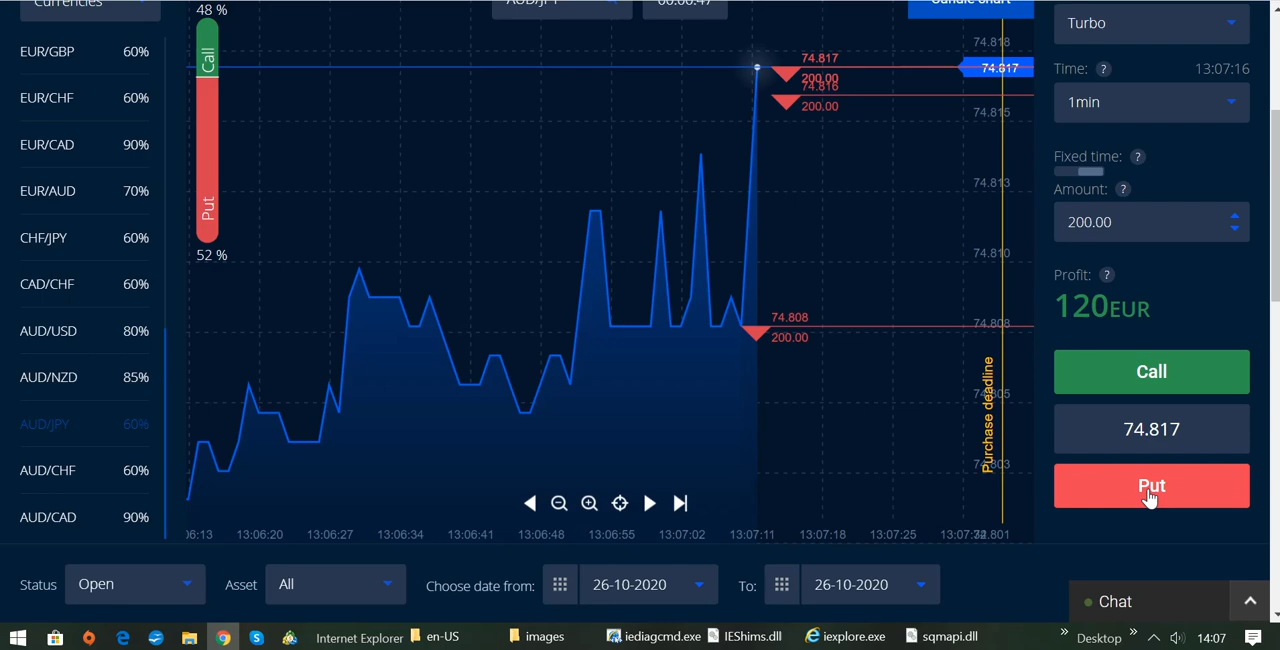 Currencies
EUR/GBP 60%
EUR/CHF 60%
EUR/CAD 90%
EUR/AUD 70%
CHF/JPY 60%
CAD/CHF 60%
AUD/USD 80%
AUD/NZD 85%
AUD/JPY 60%
AUD/CHF 60%
AUD/CAD 90%
48 %
Call
Put
52 %
AUD/JPY
00:00:47
Candle chart
74.817
200.00
74.816
200.00
74.808
200.00
74.818
74.817
74.815
74.813
74.810
74.808
74.805
74.803
74.801
Purchase deadline
13:06:20 13:06:27 13:06:34 13:06:41 13:06:48 13:06:55 13:07:02 13:07:11 13:07:18 13:07:25
Turbo
Time: ? 13:07:16
1min
Fixed time: ?
Amount: ?
200.00
Profit: ?
120EUR
Call
74.817
Put
Status Open Asset All Choose date from: 26-10-2020 To: 26-10-2020
Chat
Internet Explorer en-US images iediagcmd.exe IEShims.dll iexplore.exe sqmapi.dll » Desktop » 14:07